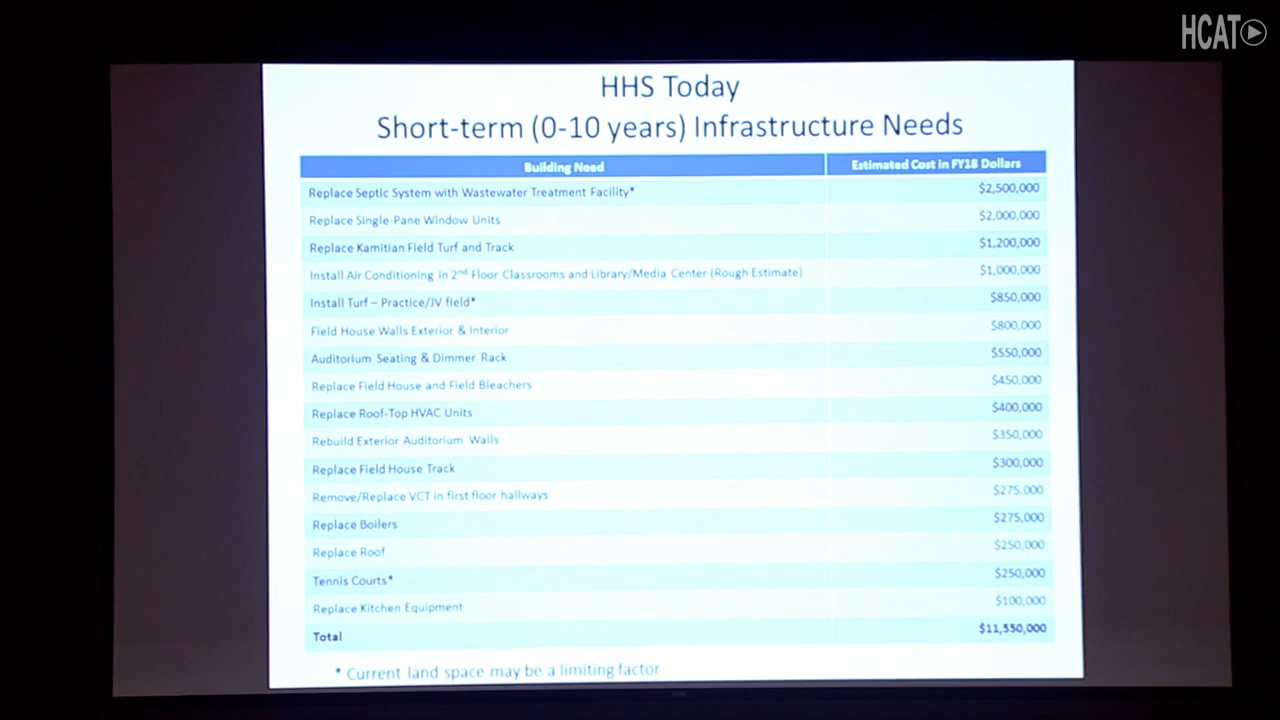 HCAT
HHS Today
Short-term (0-10 years) Infrastructure Needs
Building Need Estimated Cost in FY18 Dollars
Replace Septic System with Wastewater Treatment Facility* $2,500,000
Replace Single-Pane Window Units $2,000,000
Replace Kamitian Field Turf and Track $1,200,000
Install Air Conditioning in 2nd Floor Classrooms and Library/Media Center (Rough Estimate) $1,000,000
Install Turf – Practice/JV field* $850,000
Field House Walls Exterior & Interior $800,000
Auditorium Seating & Dimmer Rack $550,000
Replace Field House and Field Bleachers $450,000
Replace Roof-Top HVAC Units $400,000
Rebuild Exterior Auditorium Walls $350,000
Replace Field House Track $300,000
Remove/Replace VCT in first floor hallways $275,000
Replace Boilers $275,000
Replace Roof $250,000
Tennis Courts* $250,000
Replace Kitchen Equipment $100,000
Total $11,550,000
* Current land space may be a limiting factor